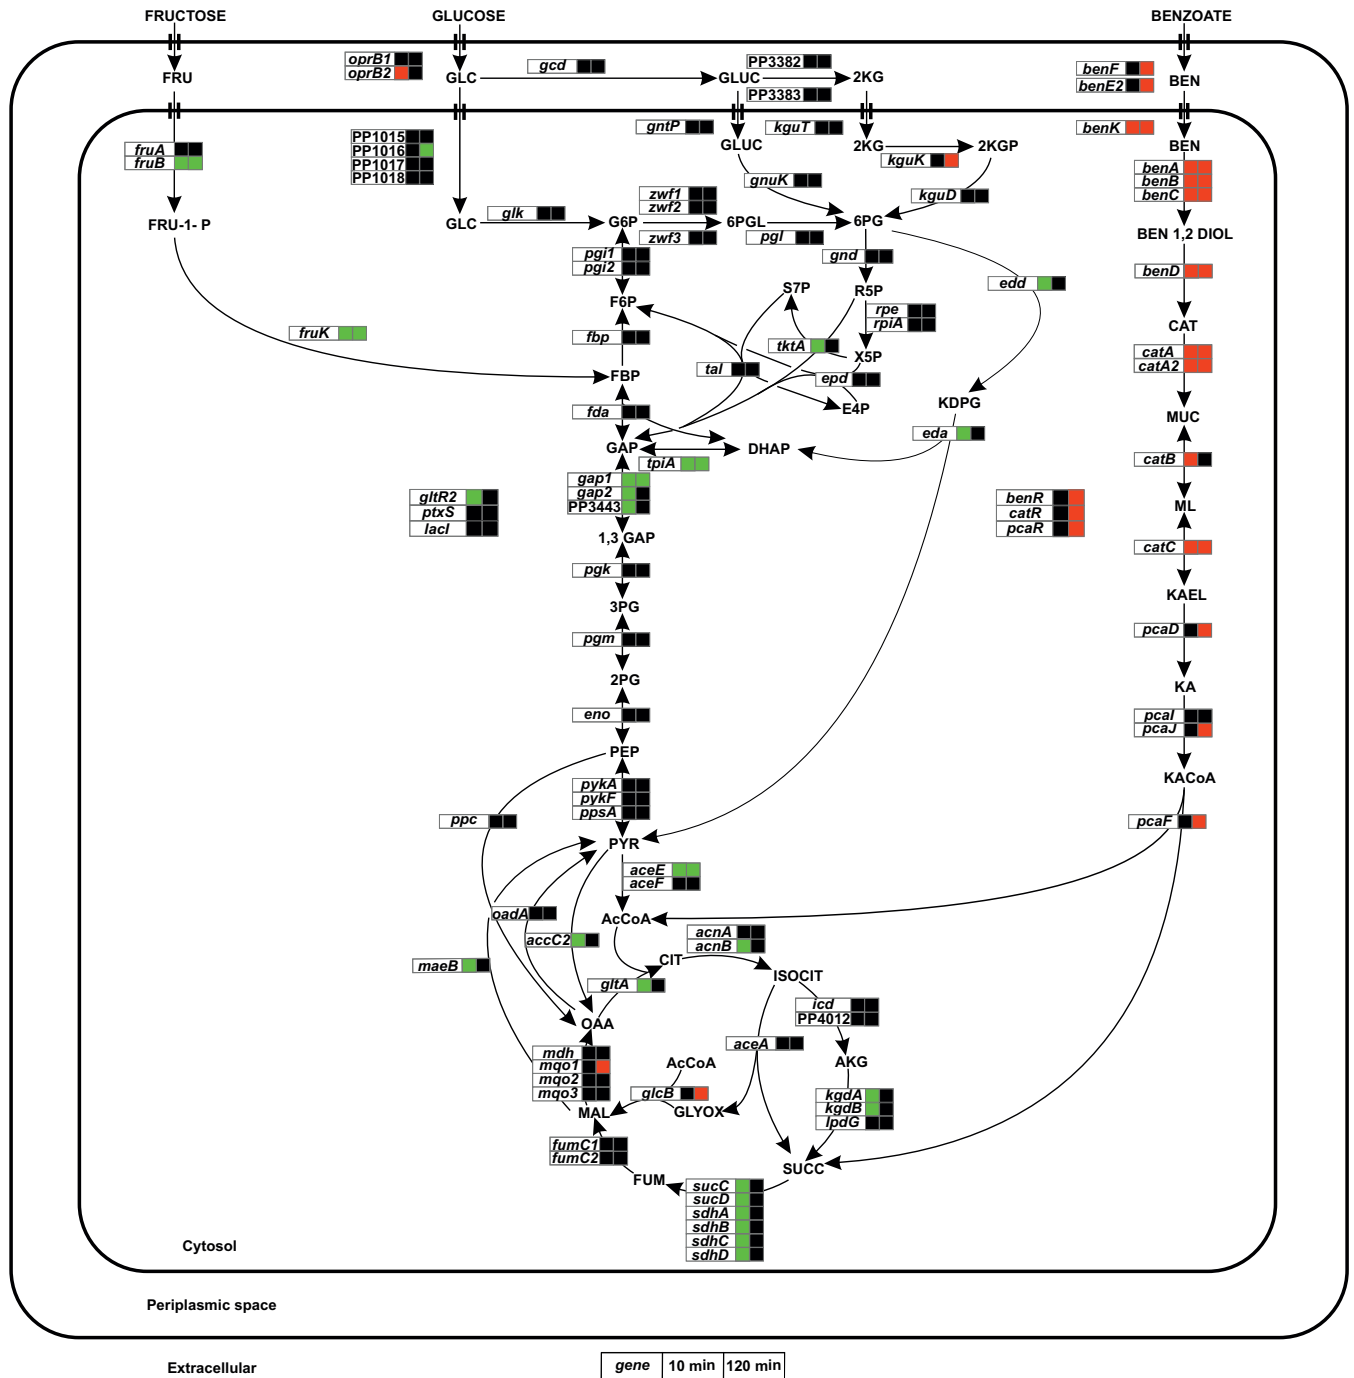 FRUCTOSE GLUCOSE BENZOATE
oprB1
oprB2
FRU GLC gcd GLUC PP3382 2KG
PP3383
benF
benE2
BEN
fruA
fruB
PP1015
PP1016
PP1017
PP1018
gntP
GLUC
kguT
2KG
kguK
2KGP
benK
BEN
benA
benB
benC
gnuK
kguD
FRU-1- P
GLC glk G6P
zwf1
zwf2
zwf3
6PGL
pgl
6PG
BEN 1,2 DIOL
pgi1
pgi2
gnd
edd
benD
F6P
S7P
R5P
rpe
rpiA
CAT
fruK
fbp
tktA
X5P
catA
catA2
FBP
tal
epd
E4P
KDPG
MUC
fda
eda
GAP
DHAP
tpiA
catB
gap1
gap2
PP3443
gltR2
ptxS
lacI
benR
catR
pcaR
ML
1,3 GAP
catC
pgk
KAEL
3PG
pgm
pcaD
2PG
KA
eno
pcaI
pcaJ
PEP
KACoA
pykA
pykF
ppsA
ppc
pcaF
PYR
aceE
aceF
oadA
AcCoA
accC2
acnA
acnB
maeB
CIT
gltA
ISOCIT
OAA
icd
PP4012
mdh
mqo1
mqo2
mqo3
aceA
AcCoA
AKG
glcB
GLYOX
kgdA
kgdB
lpdG
MAL
fumC1
fumC2
FUM
SUCC
sucC
sucD
sdhA
sdhB
sdhC
sdhD
Cytosol
Periplasmic space
Extracellular
gene 10 min 120 min